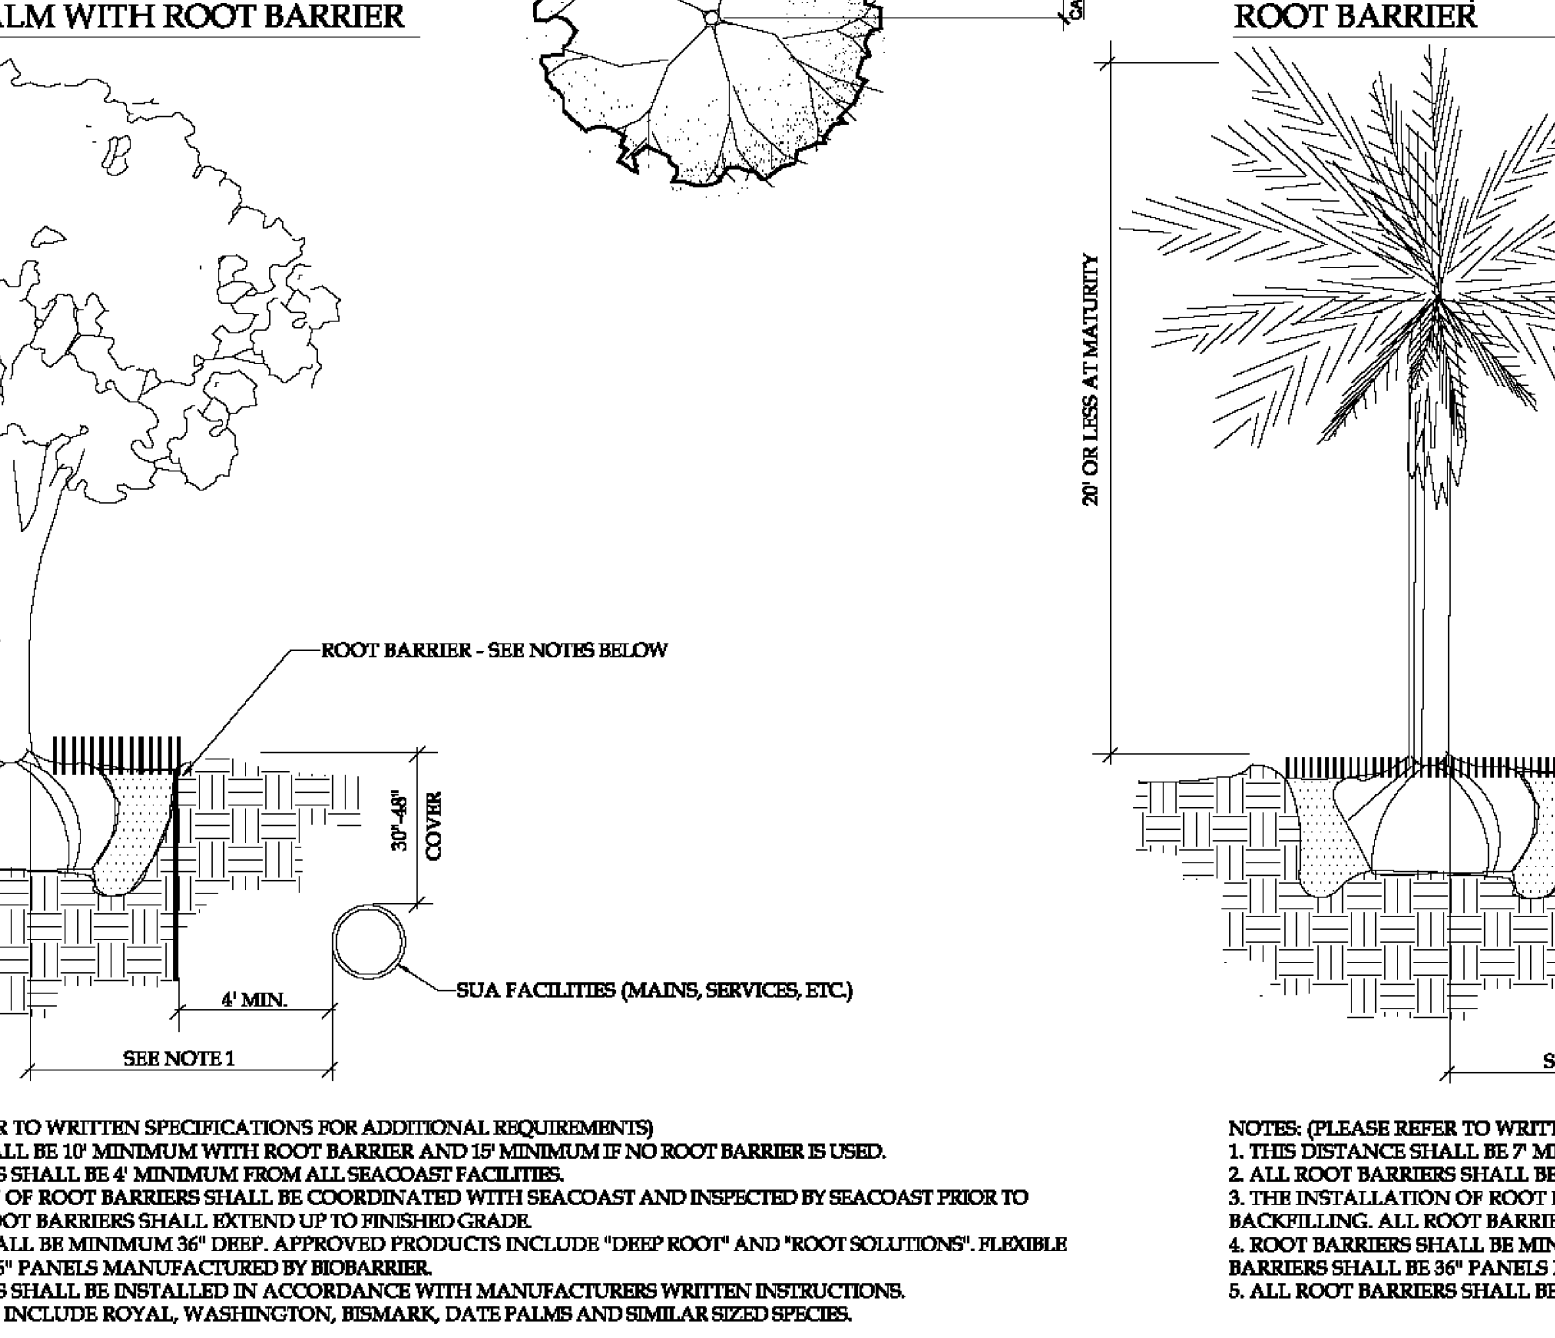 ALM WITH ROOT BARRIER
CA
ROOT BARRIER
20' OR LESS AT MATURITY
ROOT BARRIER - SEE NOTES BELOW
30"-48"
COVER
SUA FACILITIES (MAINS, SERVICES, ETC.)
4' MIN.
SEE NOTE 1
S
R TO WRITTEN SPECIFICATIONS FOR ADDITIONAL REQUIREMENTS)
ALL BE 10' MINIMUM WITH ROOT BARRIER AND 15' MINIMUM IF NO ROOT BARRIER IS USED.
S SHALL BE 4' MINIMUM FROM ALL SEACOAST FACILITIES.
OF ROOT BARRIERS SHALL BE COORDINATED WITH SEACOAST AND INSPECTED BY SEACOAST PRIOR TO
OOT BARRIERS SHALL EXTEND UP TO FINISHED GRADE.
ALL BE MINIMUM 36" DEEP. APPROVED PRODUCTS INCLUDE "DEEP ROOT" AND "ROOT SOLUTIONS". FLEXIBLE
6" PANELS MANUFACTURED BY BIOBARRIER.
S SHALL BE INSTALLED IN ACCORDANCE WITH MANUFACTURERS WRITTEN INSTRUCTIONS.
INCLUDE ROYAL, WASHINGTON, BISMARK, DATE PALMS AND SIMILAR SIZED SPECIES.
NOTES: (PLEASE REFER TO WRITT
1. THIS DISTANCE SHALL BE 7' MI
2. ALL ROOT BARRIERS SHALL BE
3. THE INSTALLATION OF ROOT
BACKFILLING. ALL ROOT BARRIE
4. ROOT BARRIERS SHALL BE MIN
BARRIERS SHALL BE 36" PANELS
5. ALL ROOT BARRIERS SHALL BE